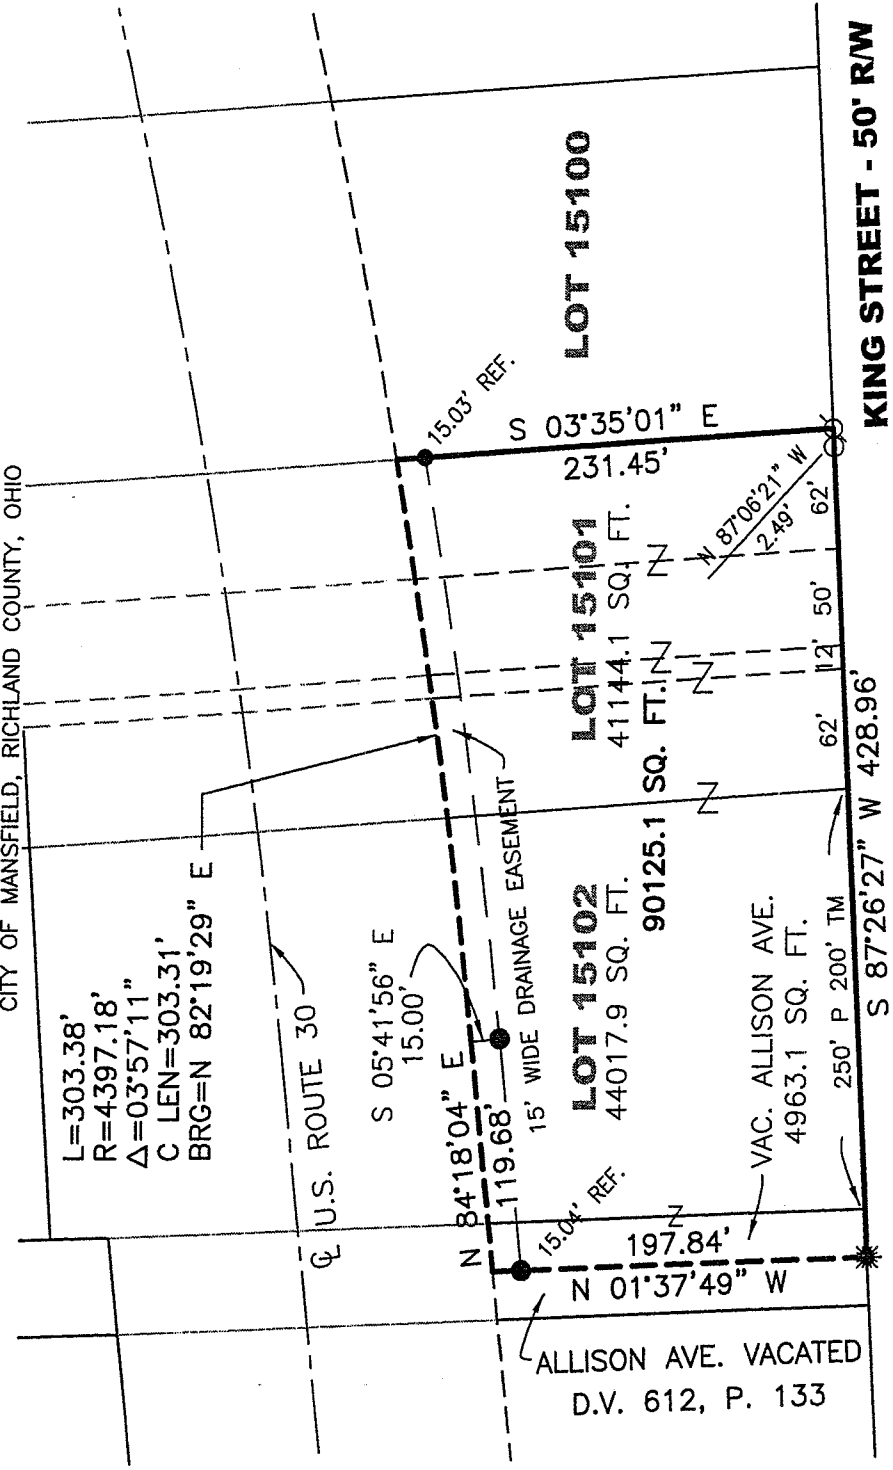 CITY OF MANSFIELD, RICHLAND COUNTY, OHIO
L=303.38'
R=4397.18'
Δ=03°57'11"
C LEN=303.31'
BRG=N 82°19'29" E
℄ U.S. ROUTE 30
S 05°41'56" E
15.00'
N 84°18'04" E
119.68'
15' WIDE DRAINAGE EASEMENT
15.04' REF.
15.03' REF.
LOT 15102
44017.9 SQ. FT.
90125.1 SQ. FT.
LOT 15101
41144.1 SQ. FT.
LOT 15100
S 03°35'01" E
231.45'
N 87°06'21" W
2.49'
VAC. ALLISON AVE.
4963.1 SQ. FT.
197.84'
N 01°37'49" W
250' P 200' TM
62'
12'
50'
62'
S 87°26'27" W 428.96'
KING STREET - 50' R/W
ALLISON AVE. VACATED
D.V. 612, P. 133
Z
Z
Z
Z
Z